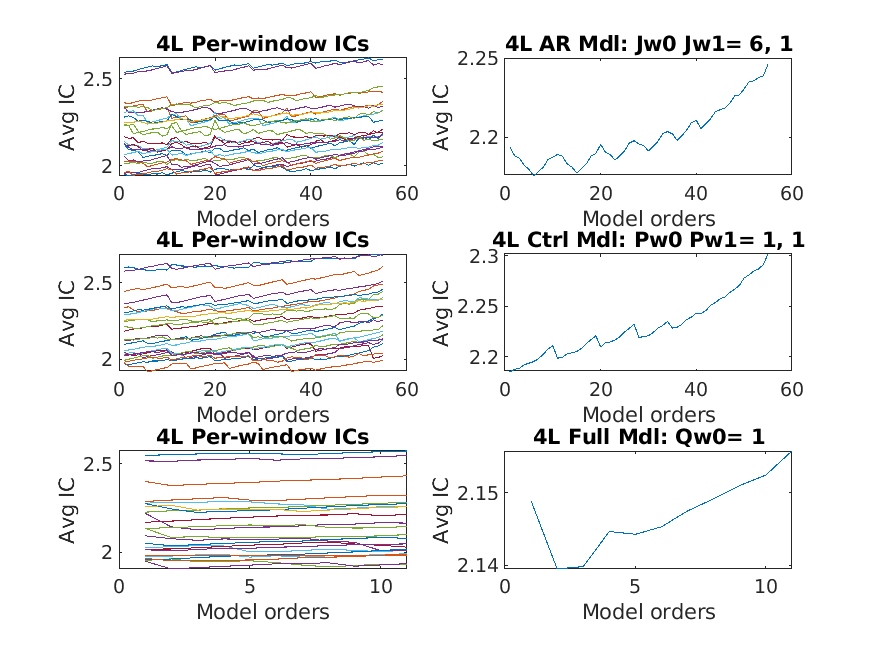 4L Per-window ICs
4L AR Mdl: Jw0 Jw1= 6, 1
Avg IC
2.5
2
0 20 40 60
Model orders
Avg IC
2.25
2.2
0 20 40 60
Model orders
4L Per-window ICs
4L Ctrl Mdl: Pw0 Pw1= 1, 1
Avg IC
2.5
2
0 20 40 60
Model orders
Avg IC
2.3
2.25
2.2
0 20 40 60
Model orders
4L Per-window ICs
4L Full Mdl: Qw0= 1
Avg IC
2.5
2
0 5 10
Model orders
Avg IC
2.15
2.14
0 5 10
Model orders